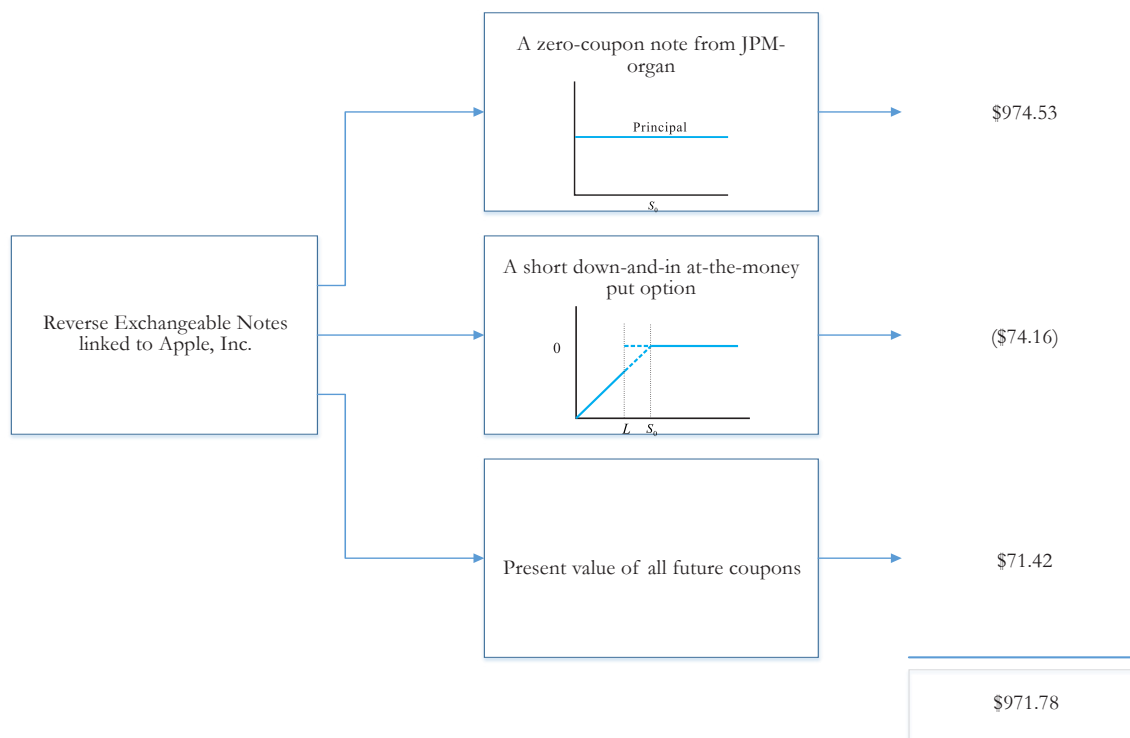 A zero-coupon note from JPM-
organ
Principal
S₀
$974.53
Reverse Exchangeable Notes
linked to Apple, Inc.
A short down-and-in at-the-money
put option
0
L S₀
($74.16)
Present value of all future coupons
$71.42
$971.78